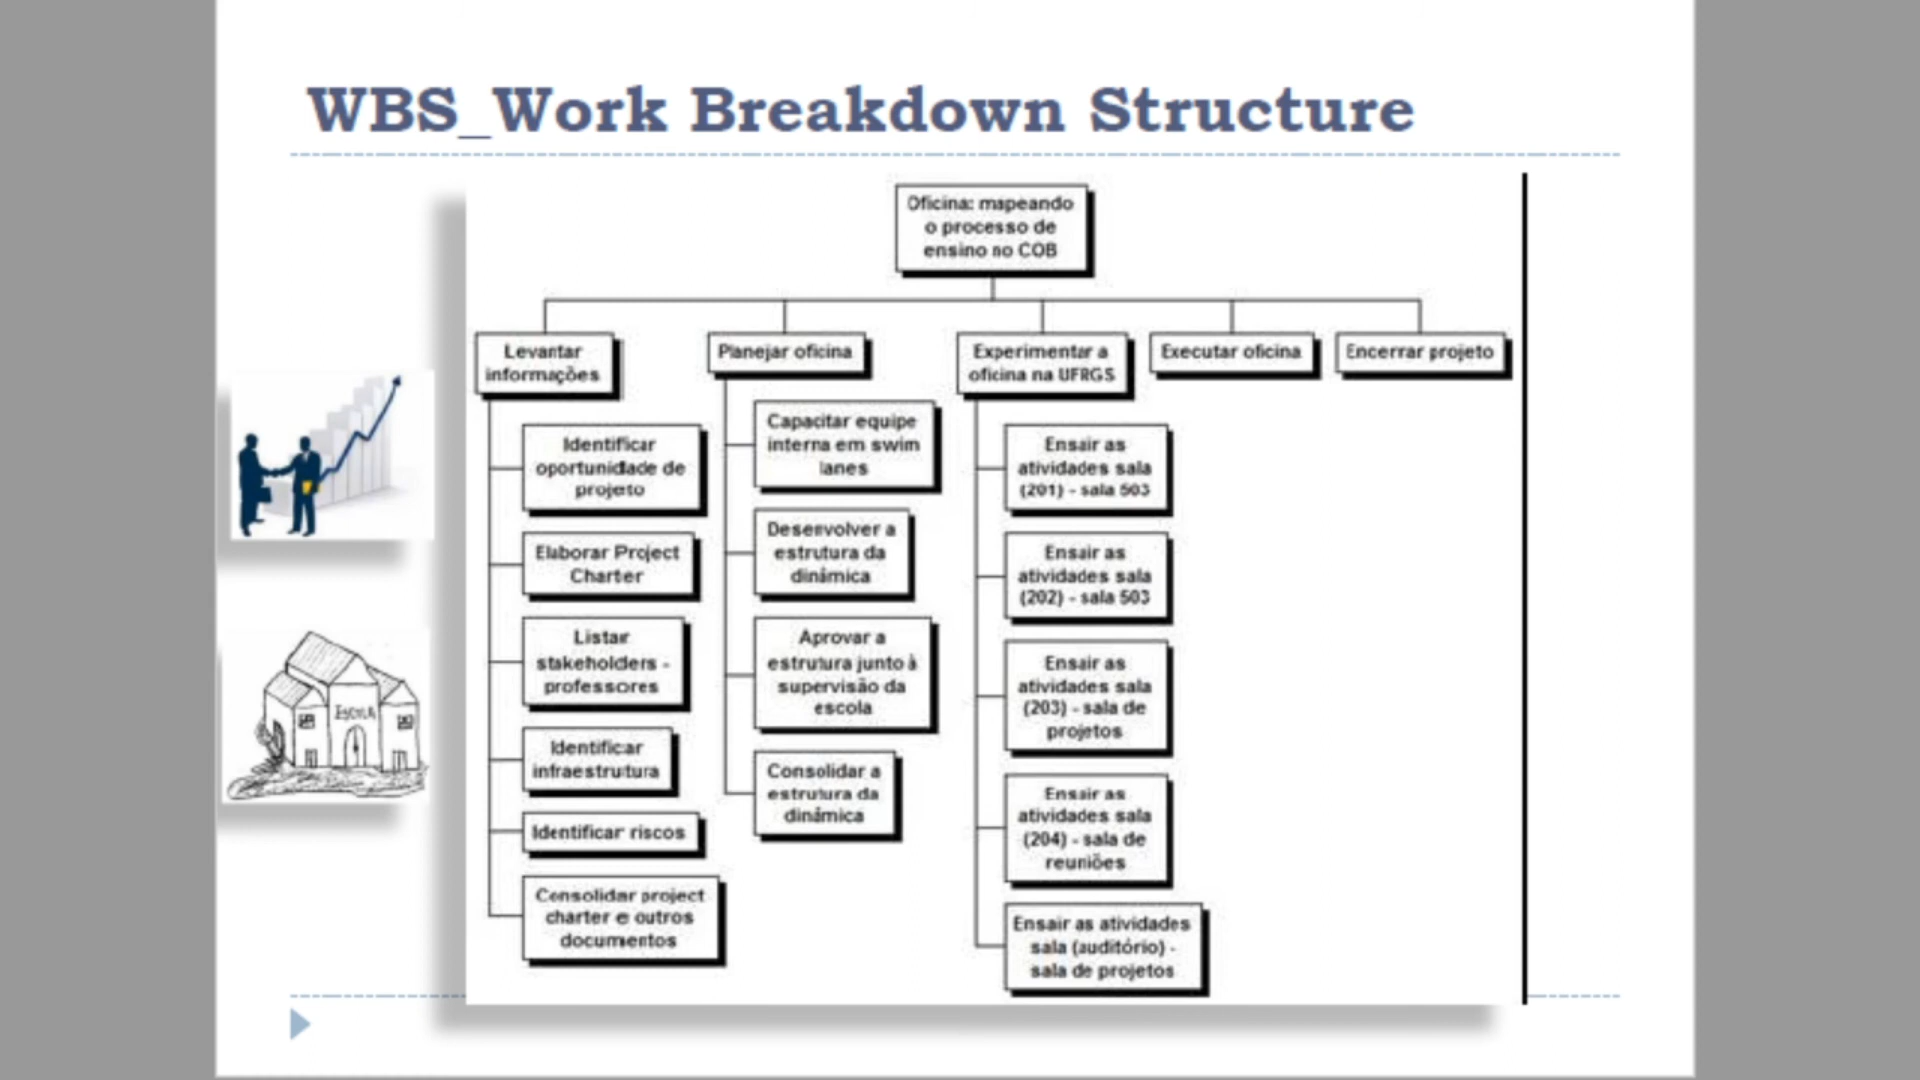 WBS_Work Breakdown Structure
Oficina: mapeando
o processo de
ensino no COB
Levantar
informações
Identificar
oportunidade de
projeto
Elaborar Project
Charter
Listar
stakeholders -
professores
Identificar
infraestrutura
Identificar riscos
Consolidar project
charter e outros
documentos
Planejar oficina
Capacitar equipe
interna em swim
lanes
Desenvolver a
estrutura da
dinâmica
Aprovar a
estrutura junto à
supervisão da
escola
Consolidar a
estrutura da
dinâmica
Experimentar a
oficina na UFRGS
Ensair as
atividades sala
(201) - sala 503
Ensair as
atividades sala
(202) - sala 503
Ensair as
atividades sala
(203) - sala de
projetos
Ensair as
atividades sala
(204) - sala de
reuniões
Ensair as atividades
sala (auditório) -
sala de projetos
Executar oficina
Encerrar projeto
ESCOLA